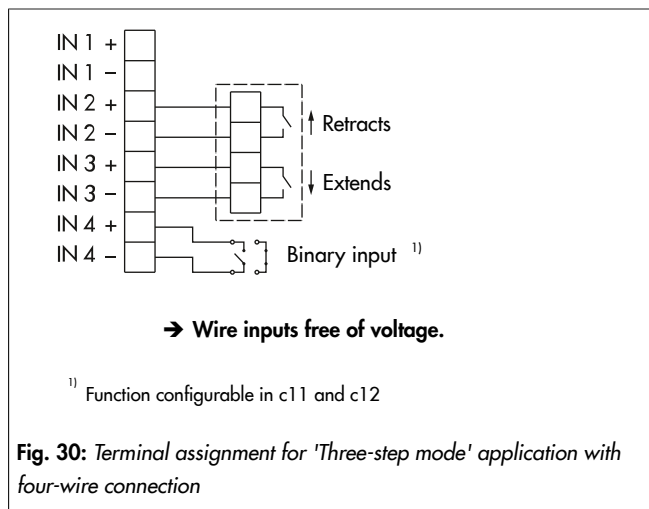 IN 1 +
IN 1 –
IN 2 +
IN 2 –
IN 3 +
IN 3 –
IN 4 +
IN 4 –
↑ Retracts
↓ Extends
Binary input 1)
➔ Wire inputs free of voltage.
1) Function configurable in c11 and c12
Fig. 30: Terminal assignment for 'Three-step mode' application with
four-wire connection